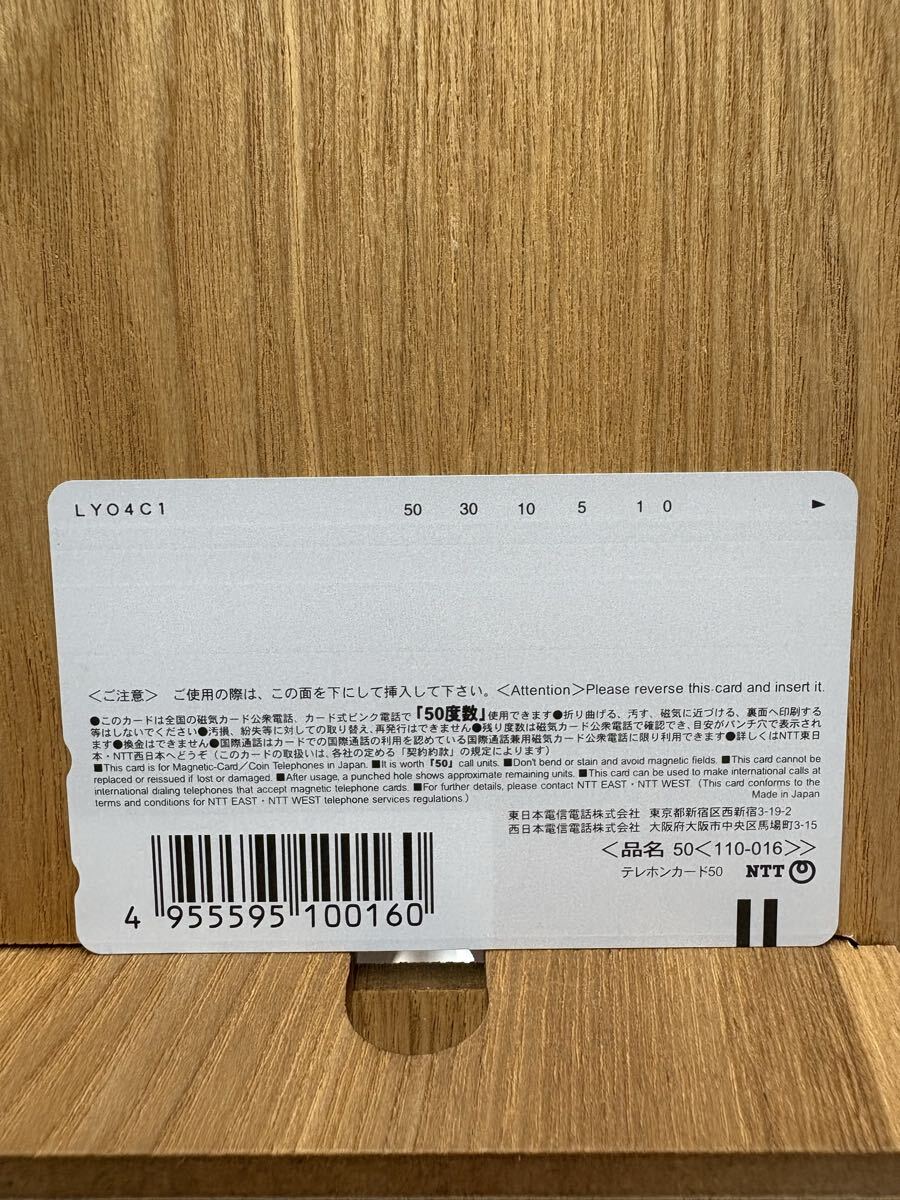 LY04C1 50 30 10 5 1 0
<ご注意> ご使用の際は、この面を下にして挿入して下さい。<Attention>Please reverse this card and insert it.
●このカードは全国の磁気カード公衆電話、カード式ピンク電話で「50度数」使用できます●折り曲げる、汚す、磁気に近づける、裏面へ印刷する
等はしないでください●汚損、紛失等に対しての取り替え、再発行はできません●残り度数は磁気カード公衆電話で確認でき、目安がパンチ穴で表示され
ます●換金はできません●国際通話はカードでの国際通話の利用を認めている国際通話兼用磁気カード公衆電話に限り利用できます●詳しくはNTT東日
本・NTT西日本へどうぞ(このカードの取扱いは、各社の定める「契約約款」の規定によります)
■This card is for Magnetic-Card/Coin Telephones in Japan. ■It is worth「50」call units. ■Don't bend or stain and avoid magnetic fields. ■This card cannot be
replaced or reissued if lost or damaged. ■After usage, a punched hole shows approximate remaining units. ■This card can be used to make international calls at
international dialing telephones that accept magnetic telephone cards. ■For further details, please contact NTT EAST・NTT WEST. (This card conforms to the
terms and conditions for NTT EAST・NTT WEST telephone services regulations.)
Made in Japan
東日本電信電話株式会社 東京都新宿区西新宿3-19-2
西日本電信電話株式会社 大阪府大阪市中央区馬場町3-15
<品名 50<110-016>>
テレホンカード50 NTT
4 955595 100160